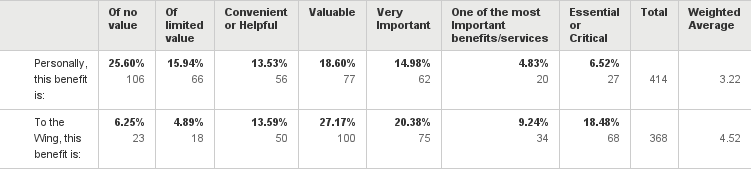 Of no Of Convenient Valuable Very One of the most Essential Total Weighted
value limited or Helpful Important Important or Average
value benefits/services Critical
Personally, 25.60% 15.94% 13.53% 18.60% 14.98% 4.83% 6.52%
this benefit 106 66 56 77 62 20 27 414 3.22
is:
To the 6.25% 4.89% 13.59% 27.17% 20.38% 9.24% 18.48%
Wing, this 23 18 50 100 75 34 68 368 4.52
benefit is: